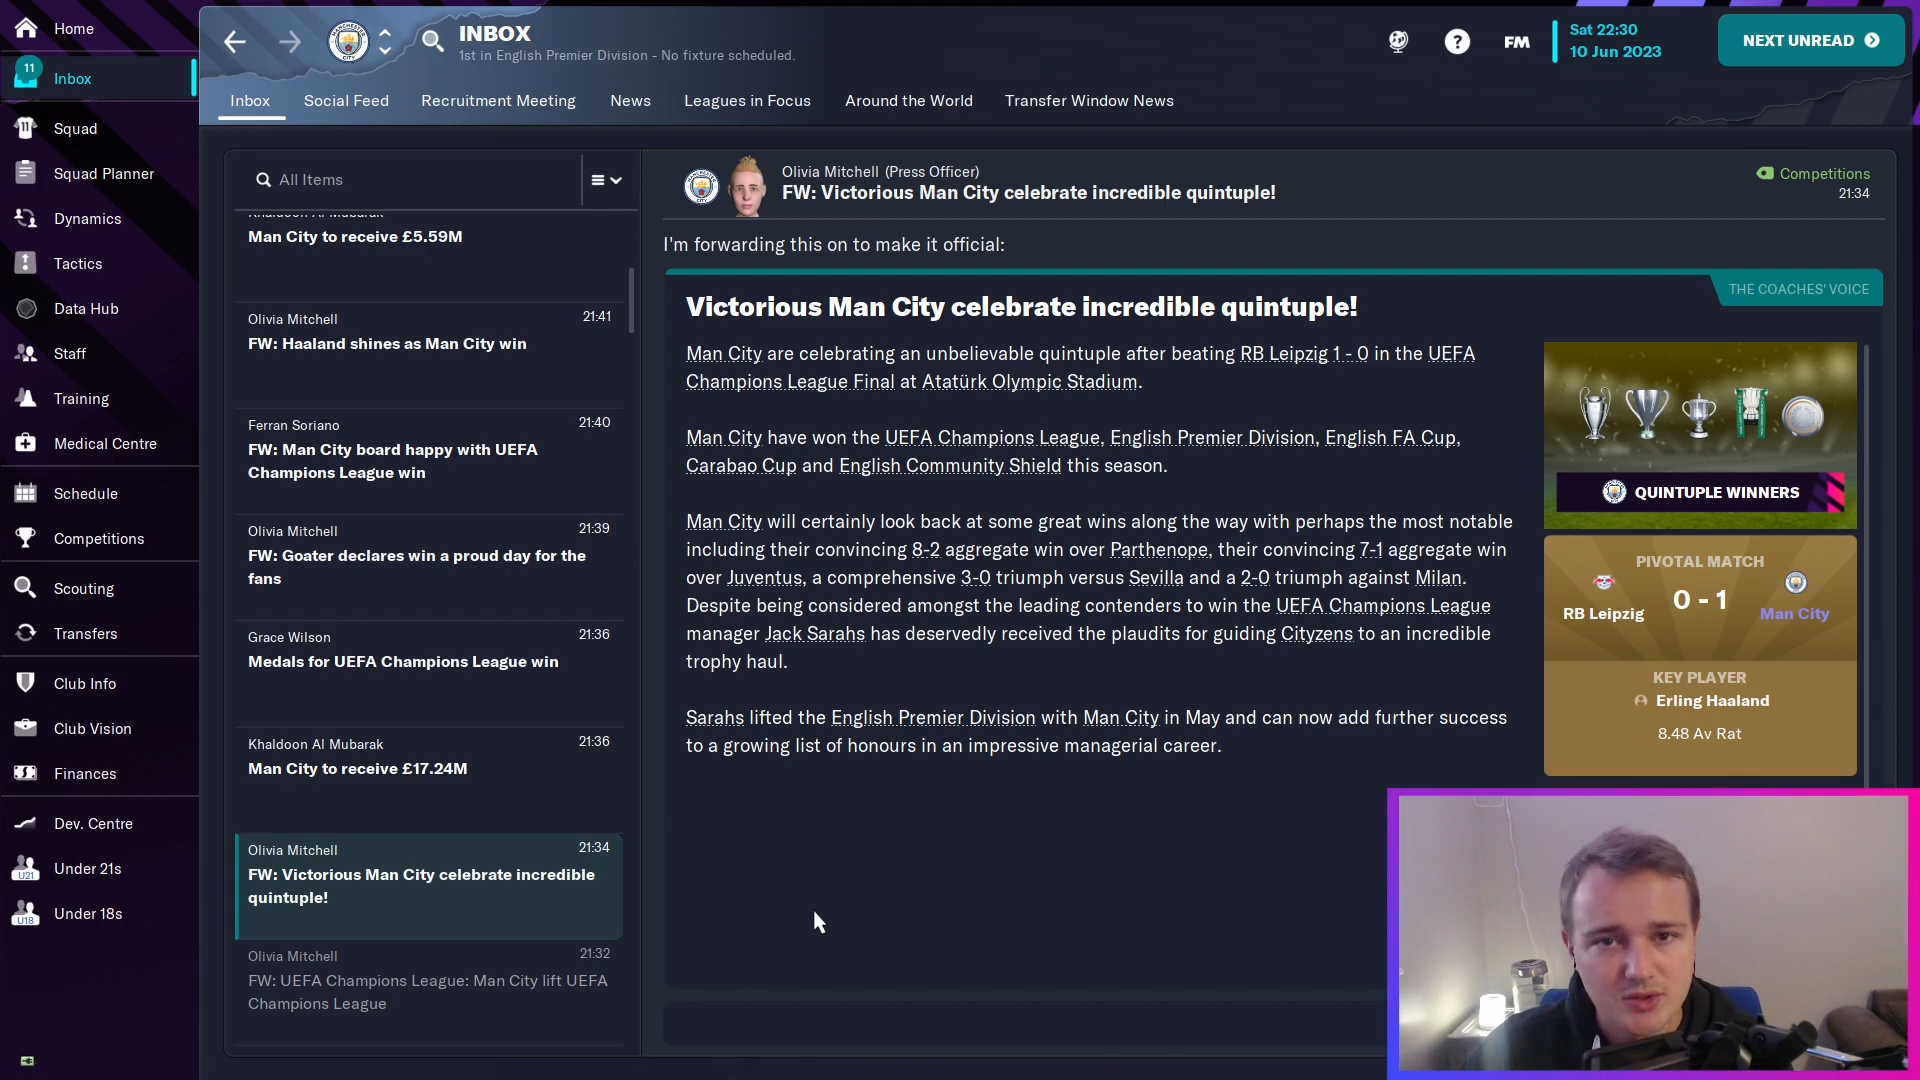 Home
11
Inbox
Squad
Squad Planner
Dynamics
Tactics
Data Hub
Staff
Training
Medical Centre
Schedule
Competitions
Scouting
Transfers
Club Info
Club Vision
Finances
Dev. Centre
U21
Under 21s
U18
Under 18s
INBOX
1st in English Premier Division - No fixture scheduled.
?
FM
Sat 22:30
10 Jun 2023
NEXT UNREAD
Inbox
Social Feed
Recruitment Meeting
News
Leagues in Focus
Around the World
Transfer Window News
All Items
Khaldoon Al Mubarak
Man City to receive £5.59M
Olivia Mitchell
21:41
FW: Haaland shines as Man City win
Ferran Soriano
21:40
FW: Man City board happy with UEFA
Champions League win
Olivia Mitchell
21:39
FW: Goater declares win a proud day for the
fans
Grace Wilson
21:36
Medals for UEFA Champions League win
Khaldoon Al Mubarak
21:36
Man City to receive £17.24M
Olivia Mitchell
21:34
FW: Victorious Man City celebrate incredible
quintuple!
Olivia Mitchell
21:32
FW: UEFA Champions League: Man City lift UEFA
Champions League
Olivia Mitchell (Press Officer)
FW: Victorious Man City celebrate incredible quintuple!
Competitions
21:34
I'm forwarding this on to make it official:
THE COACHES' VOICE
Victorious Man City celebrate incredible quintuple!
Man City are celebrating an unbelievable quintuple after beating RB Leipzig 1 - 0 in the UEFA
Champions League Final at Atatürk Olympic Stadium.
Man City have won the UEFA Champions League, English Premier Division, English FA Cup,
Carabao Cup and English Community Shield this season.
Man City will certainly look back at some great wins along the way with perhaps the most notable
including their convincing 8-2 aggregate win over Parthenope, their convincing 7-1 aggregate win
over Juventus, a comprehensive 3-0 triumph versus Sevilla and a 2-0 triumph against Milan.
Despite being considered amongst the leading contenders to win the UEFA Champions League
manager Jack Sarahs has deservedly received the plaudits for guiding Cityzens to an incredible
trophy haul.
Sarahs lifted the English Premier Division with Man City in May and can now add further success
to a growing list of honours in an impressive managerial career.
QUINTUPLE WINNERS
PIVOTAL MATCH
RB Leipzig
0 - 1
Man City
KEY PLAYER
Erling Haaland
8.48 Av Rat